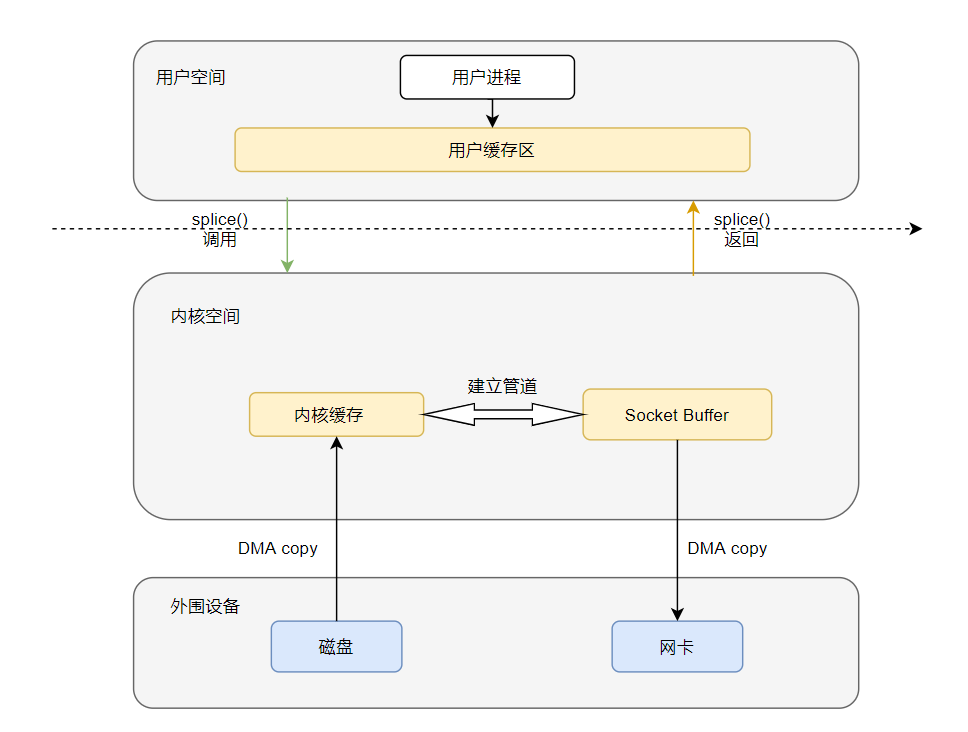 用户空间
用户进程
用户缓存区
splice()
调用
splice()
返回
内核空间
建立管道
内核缓存
Socket Buffer
DMA copy
DMA copy
外围设备
磁盘
网卡